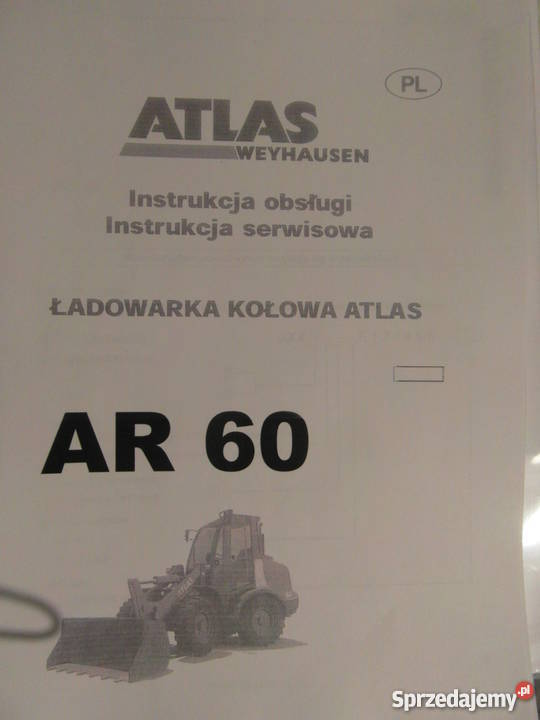 PL
ATLAS
WEYHAUSEN
Instrukcja obsługi
Instrukcja serwisowa
ŁADOWARKA KOŁOWA ATLAS
AR 60
Sprzedajemy.pl